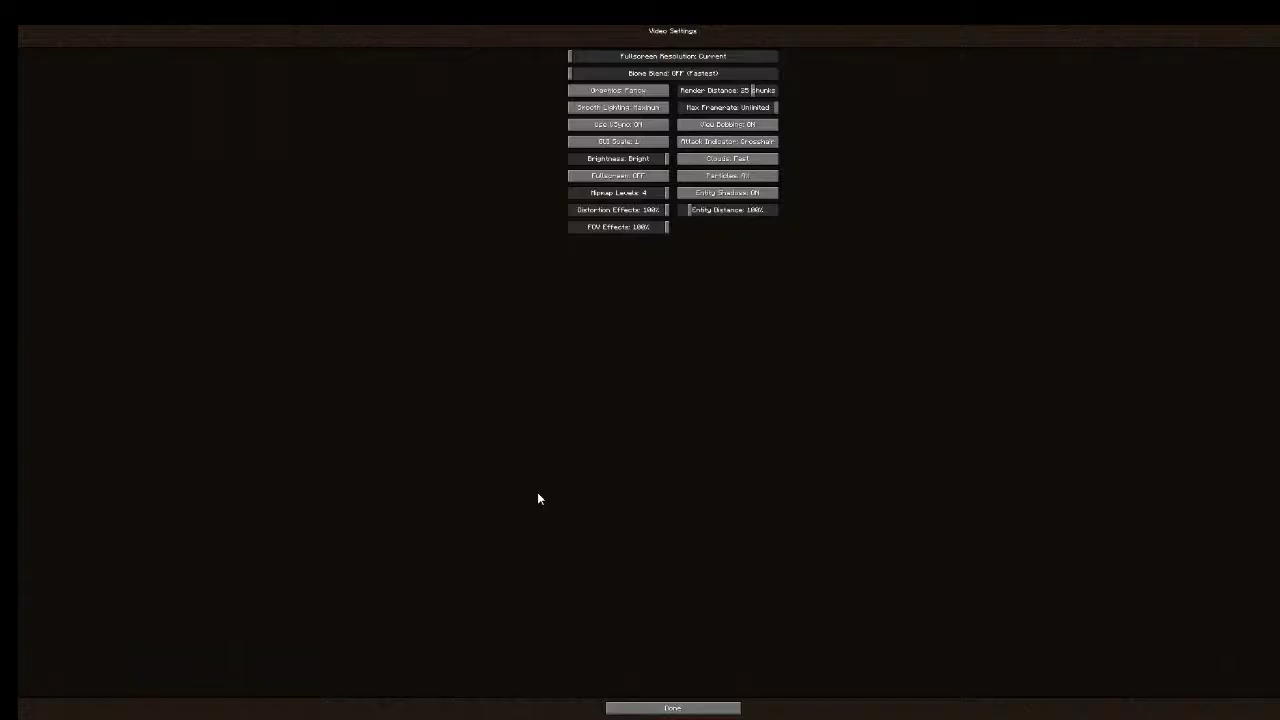 Video Settings
Fullscreen Resolution: Current
Biome Blend: OFF (Fastest)
Graphics: Fancy Render Distance: 25 chunks
Smooth Lighting: Maximum Max Framerate: Unlimited
Use VSync: ON View Bobbing: ON
GUI Scale: 1 Attack Indicator: Crosshair
Brightness: Bright Clouds: Fast
Fullscreen: OFF Particles: All
Mipmap Levels: 4 Entity Shadows: ON
Distortion Effects: 100% Entity Distance: 100%
FOV Effects: 100%
Done